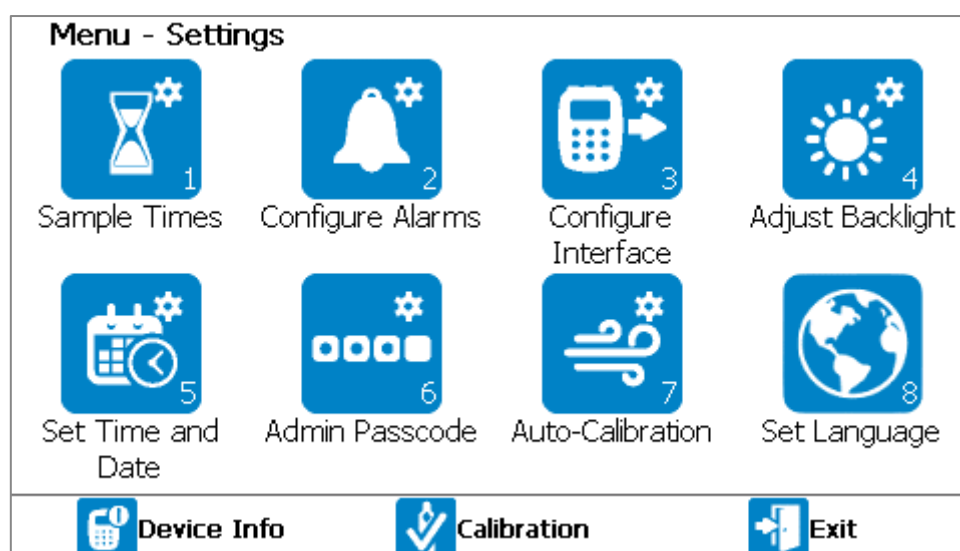 Menu - Settings
1
2
3
4
Sample Times
Configure Alarms
Configure
Interface
Adjust Backlight
5
6
7
8
Set Time and
Date
Admin Passcode
Auto-Calibration
Set Language
Device Info
Calibration
Exit